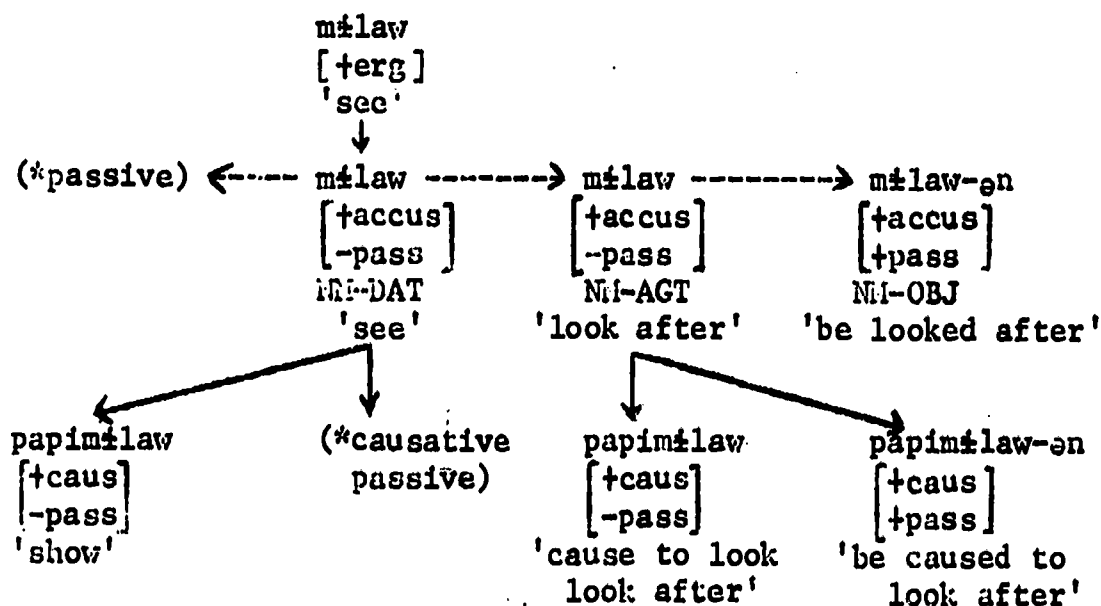 mɨlaw
[+erg]
'see'
(*passive) mɨlaw mɨlaw mɨlaw-ən
[+accus [+accus [+accus
-pass] -pass] +pass]
NM-DAT NM-AGT NM-OBJ
'see' 'look after' 'be looked after'
papimɨlaw (*causative papimɨlaw papimɨlaw-ən
[+caus passive) [+caus [+caus
-pass] -pass] +pass]
'show' 'cause to look 'be caused to
look after' look after'